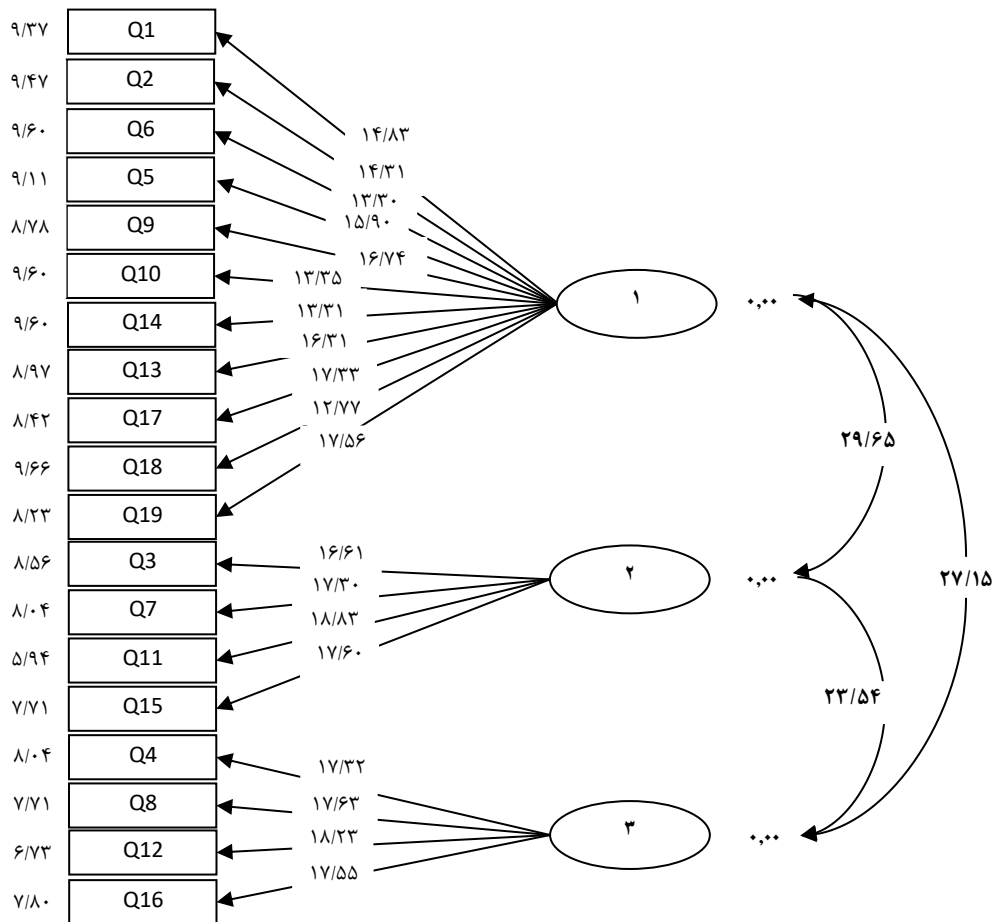 ۹/۳۷ Q1
۹/۴۷ Q2
۹/۶۰ Q6
۹/۱۱ Q5
۸/۷۸ Q9
۹/۶۰ Q10
۹/۶۰ Q14
۸/۹۷ Q13
۸/۴۲ Q17
۹/۶۶ Q18
۸/۲۳ Q19
۸/۵۶ Q3
۸/۰۴ Q7
۵/۹۴ Q11
۷/۷۱ Q15
۸/۰۴ Q4
۷/۷۱ Q8
۶/۷۳ Q12
۷/۸۰ Q16
۱۴/۸۳
۱۴/۳۱
۱۳/۳۰
۱۵/۹۰
۱۶/۷۴
۱۳/۳۵
۱۳/۳۱
۱۶/۳۱
۱۷/۳۳
۱۲/۷۷
۱۷/۵۶
۱۶/۶۱
۱۷/۳۰
۱۸/۸۳
۱۷/۶۰
۱۷/۳۲
۱۷/۶۳
۱۸/۲۳
۱۷/۵۵
۱ ۰,۰۰
۲ ۰,۰۰
۳ ۰,۰۰
۲۹/۶۵
۲۷/۱۵
۲۳/۵۴